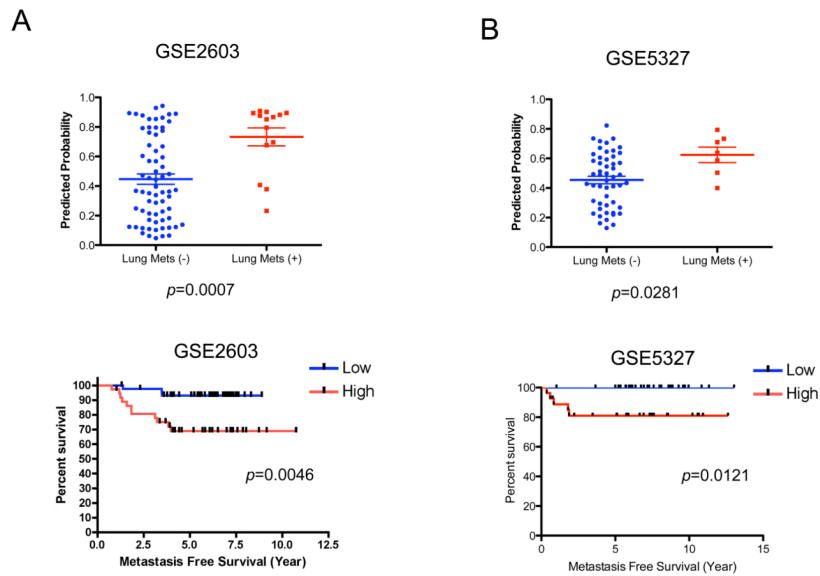 A
GSE2603
Predicted Probability
1.0
0.8
0.6
0.4
0.2
0.0
Lung Mets (-)
Lung Mets (+)
p=0.0007
GSE2603
Low
High
Percent survival
100
90
80
70
60
50
40
30
20
10
0
0.0
2.5
5.0
7.5
10.0
12.5
p=0.0046
Metastasis Free Survival (Year)
B
GSE5327
Predicted Probability
1.0
0.8
0.6
0.4
0.2
0.0
Lung Mets (-)
Lung Mets (+)
p=0.0281
GSE5327
Low
High
Percent survival
100
80
60
40
20
0
0
5
10
15
p=0.0121
Metastasis Free Survival (Year)